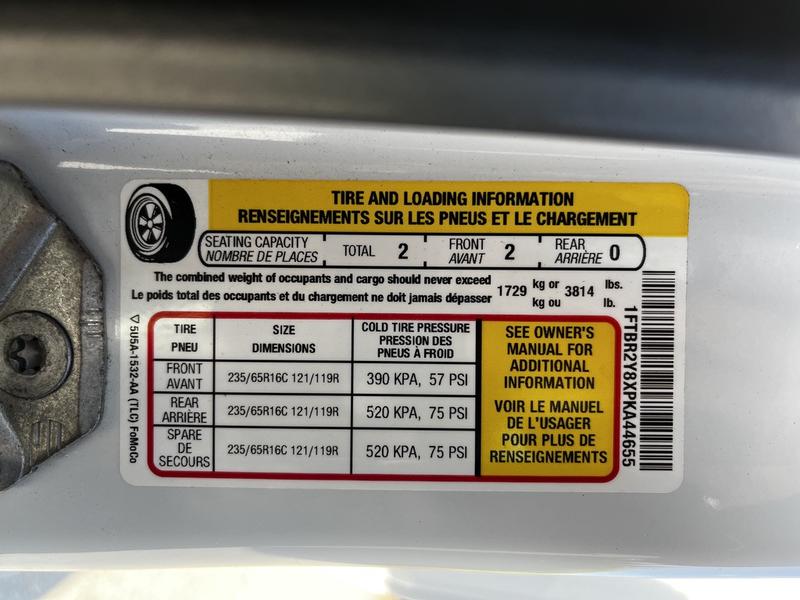 TIRE AND LOADING INFORMATION
RENSEIGNEMENTS SUR LES PNEUS ET LE CHARGEMENT
SEATING CAPACITY
NOMBRE DE PLACES
TOTAL 2
FRONT
AVANT 2
REAR
ARRIÈRE 0
The combined weight of occupants and cargo should never exceed
Le poids total des occupants et du chargement ne doit jamais dépasser
1729 kg or 3814 lbs.
kg ou lb.
TIRE
PNEU
SIZE
DIMENSIONS
COLD TIRE PRESSURE
PRESSION DES
PNEUS À FROID
FRONT
AVANT
235/65R16C 121/119R
390 KPA, 57 PSI
REAR
ARRIÈRE
235/65R16C 121/119R
520 KPA, 75 PSI
SPARE
DE
SECOURS
235/65R16C 121/119R
520 KPA, 75 PSI
SEE OWNER'S
MANUAL FOR
ADDITIONAL
INFORMATION
VOIR LE MANUEL
DE L'USAGER
POUR PLUS DE
RENSEIGNEMENTS
5U5A-1532-AA (TLC) FoMoCo
1FTBR2Y8XPKA44655